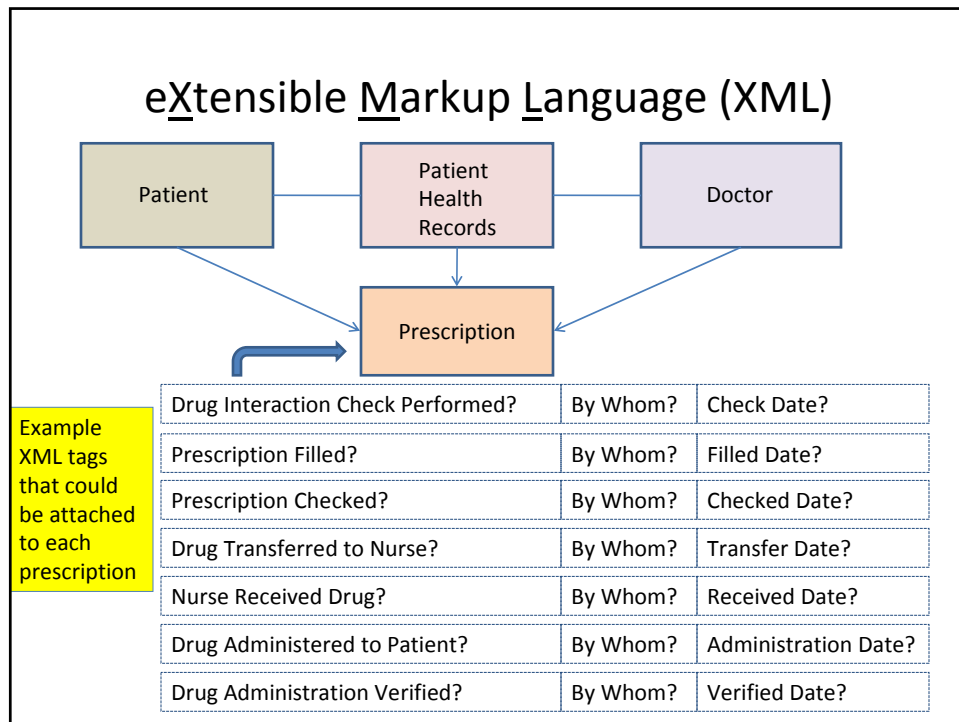 eXtensible Markup Language (XML)
Patient
Patient
Health
Records
Doctor
Prescription
Example
XML tags
that could
be attached
to each
prescription
Drug Interaction Check Performed? By Whom? Check Date?
Prescription Filled? By Whom? Filled Date?
Prescription Checked? By Whom? Checked Date?
Drug Transferred to Nurse? By Whom? Transfer Date?
Nurse Received Drug? By Whom? Received Date?
Drug Administered to Patient? By Whom? Administration Date?
Drug Administration Verified? By Whom? Verified Date?